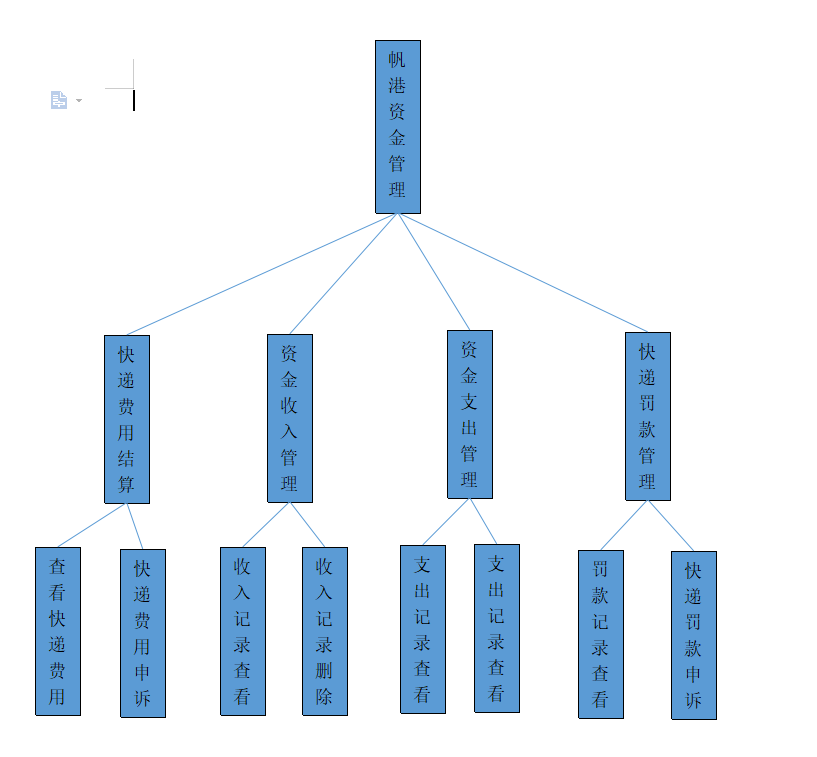 帆港资金管理
快递费用结算
资金收入管理
资金支出管理
快递罚款管理
查看快递费用
快递费用申诉
收入记录查看
收入记录删除
支出记录查看
支出记录查看
罚款记录查看
快递罚款申诉